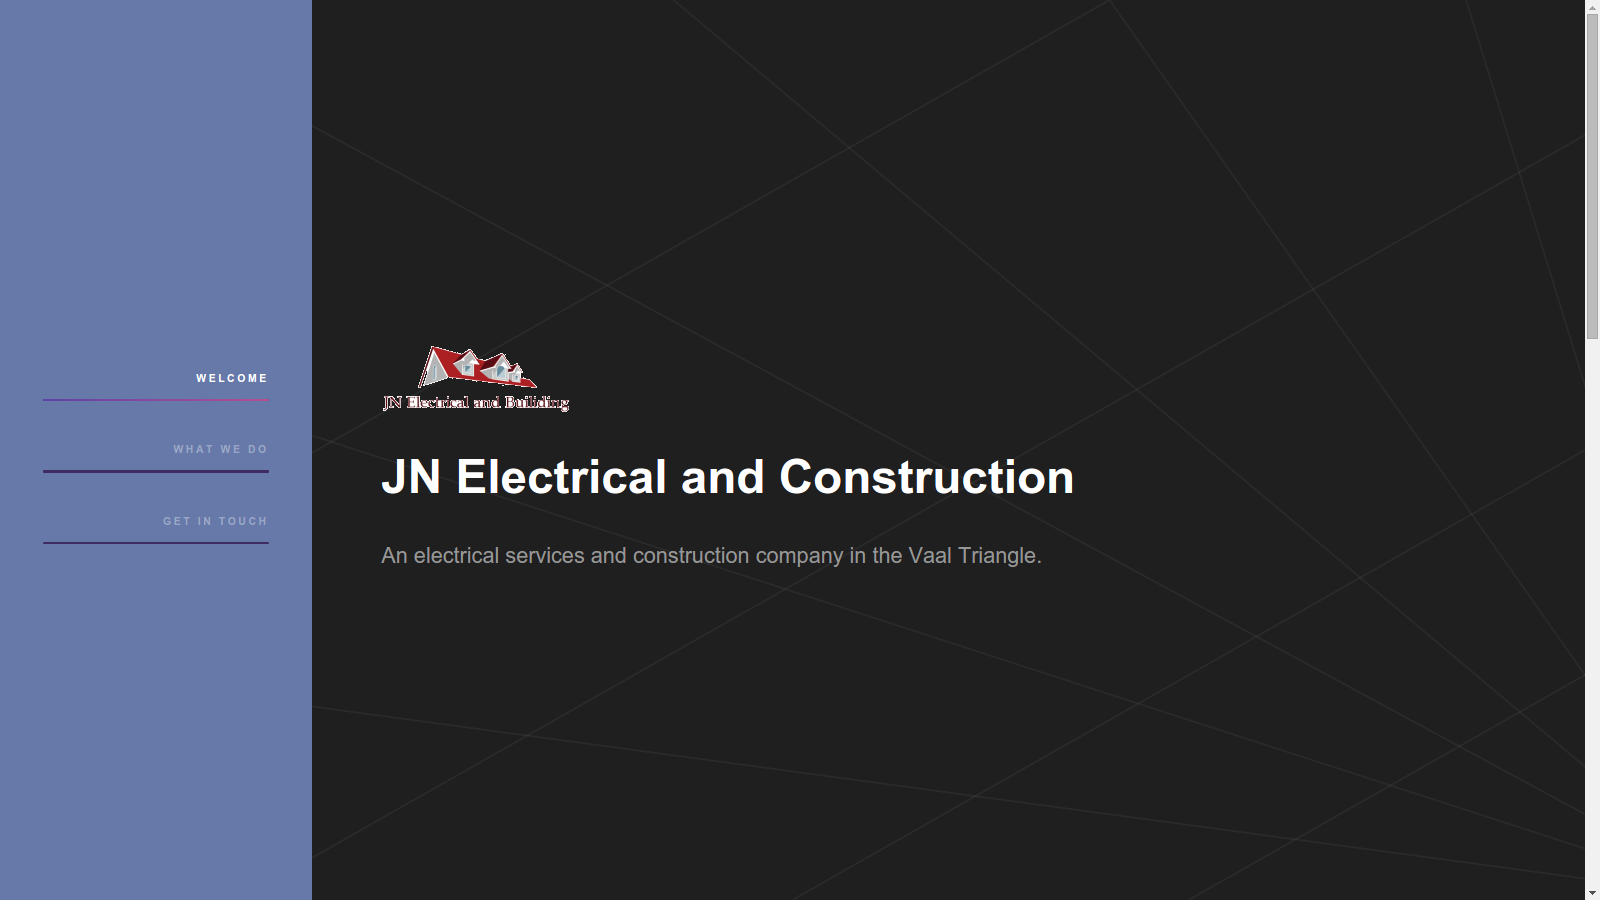 WELCOME
WHAT WE DO
GET IN TOUCH
JN Electrical and Builiding
JN Electrical and Construction
An electrical services and construction company in the Vaal Triangle.